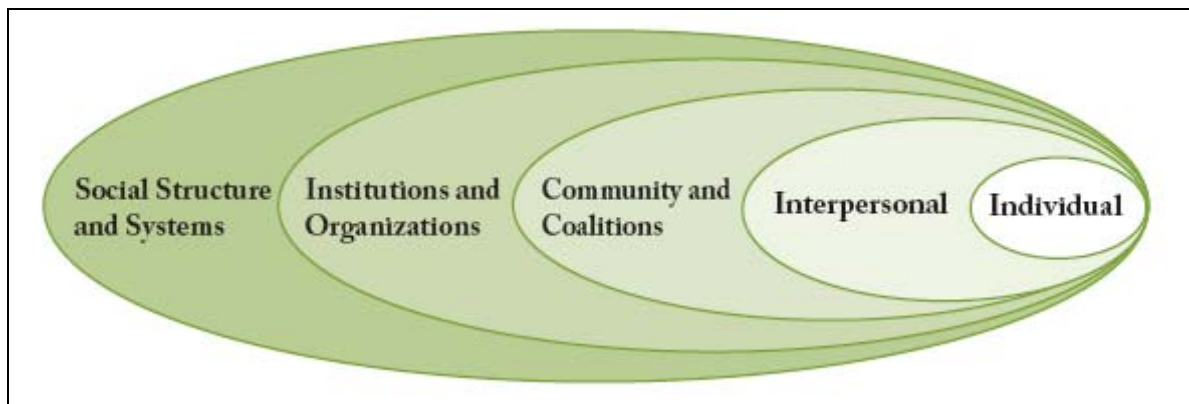 Social Structure
and Systems
Institutions and
Organizations
Community and
Coalitions
Interpersonal
Individual